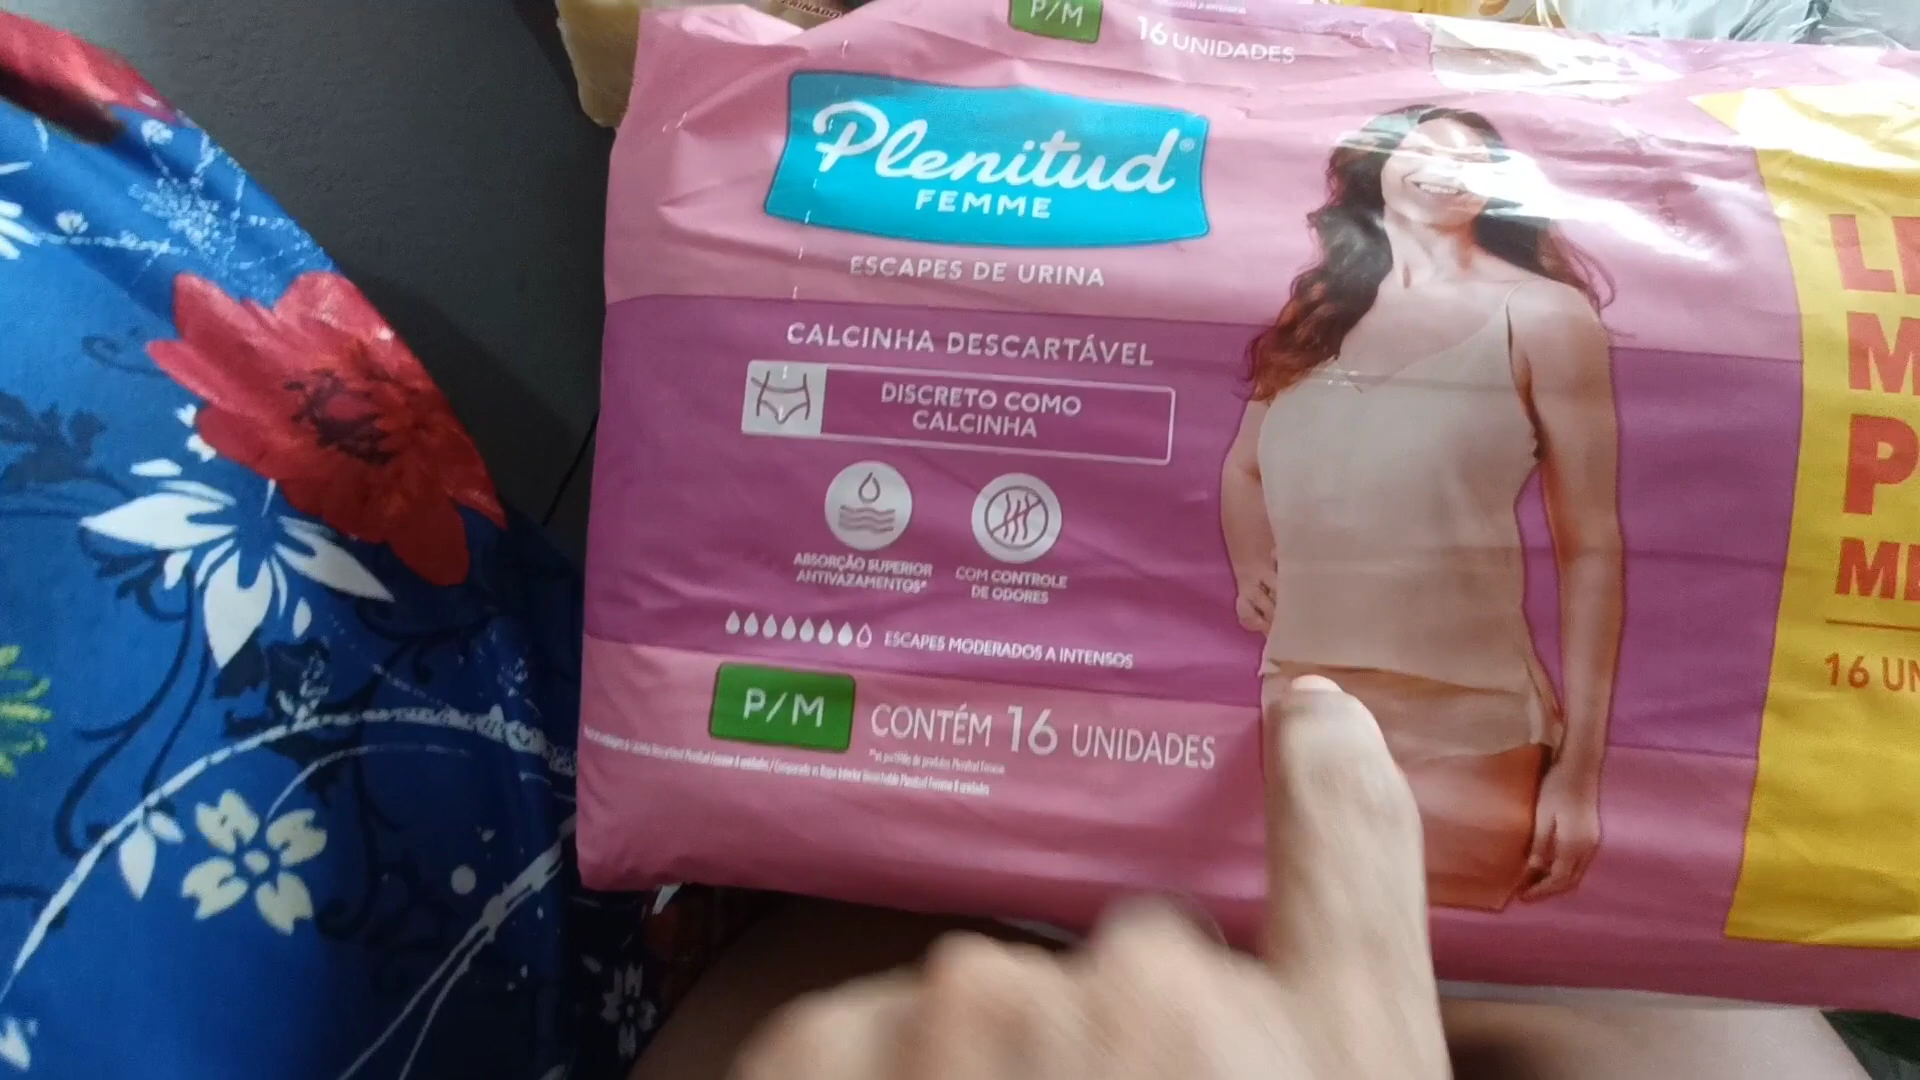 P/M
16 UNIDADES
Plenitud®
FEMME
ESCAPES DE URINA
CALCINHA DESCARTÁVEL
DISCRETO COMO
CALCINHA
ABSORÇÃO SUPERIOR
ANTIVAZAMENTOS*
COM CONTROLE
DE ODORES
ESCAPES MODERADOS A INTENSOS
P/M
CONTÉM 16 UNIDADES
P
16 UN